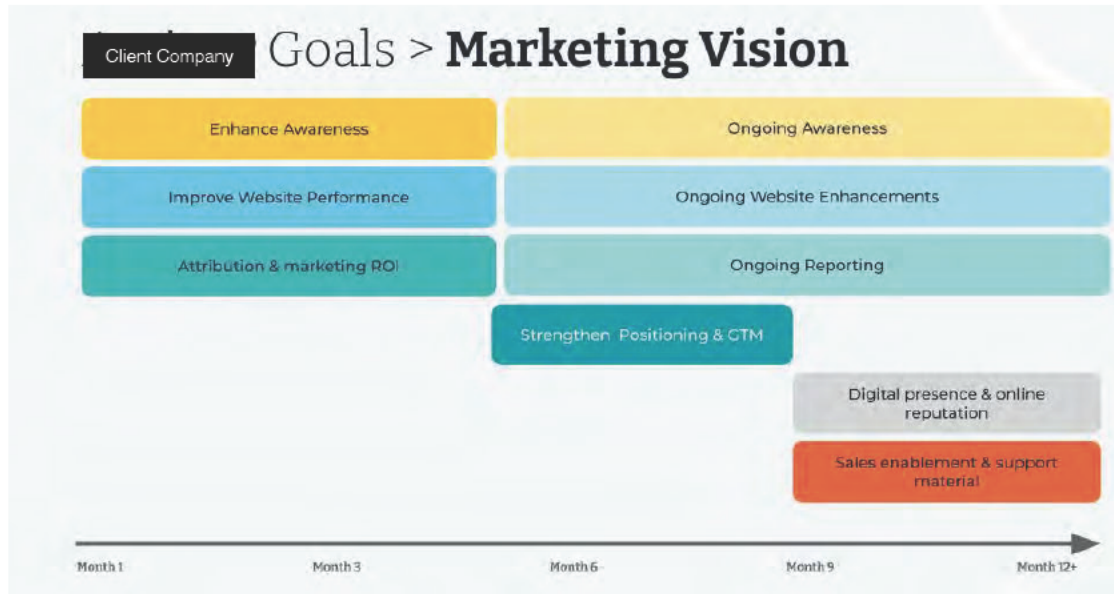 Client Company Goals > Marketing Vision
Enhance Awareness
Ongoing Awareness
Improve Website Performance
Ongoing Website Enhancements
Attribution & marketing ROI
Ongoing Reporting
Strengthen Positioning & GTM
Digital presence & online
reputation
Sales enablement & support
material
Month 1
Month 3
Month 6
Month 9
Month 12+